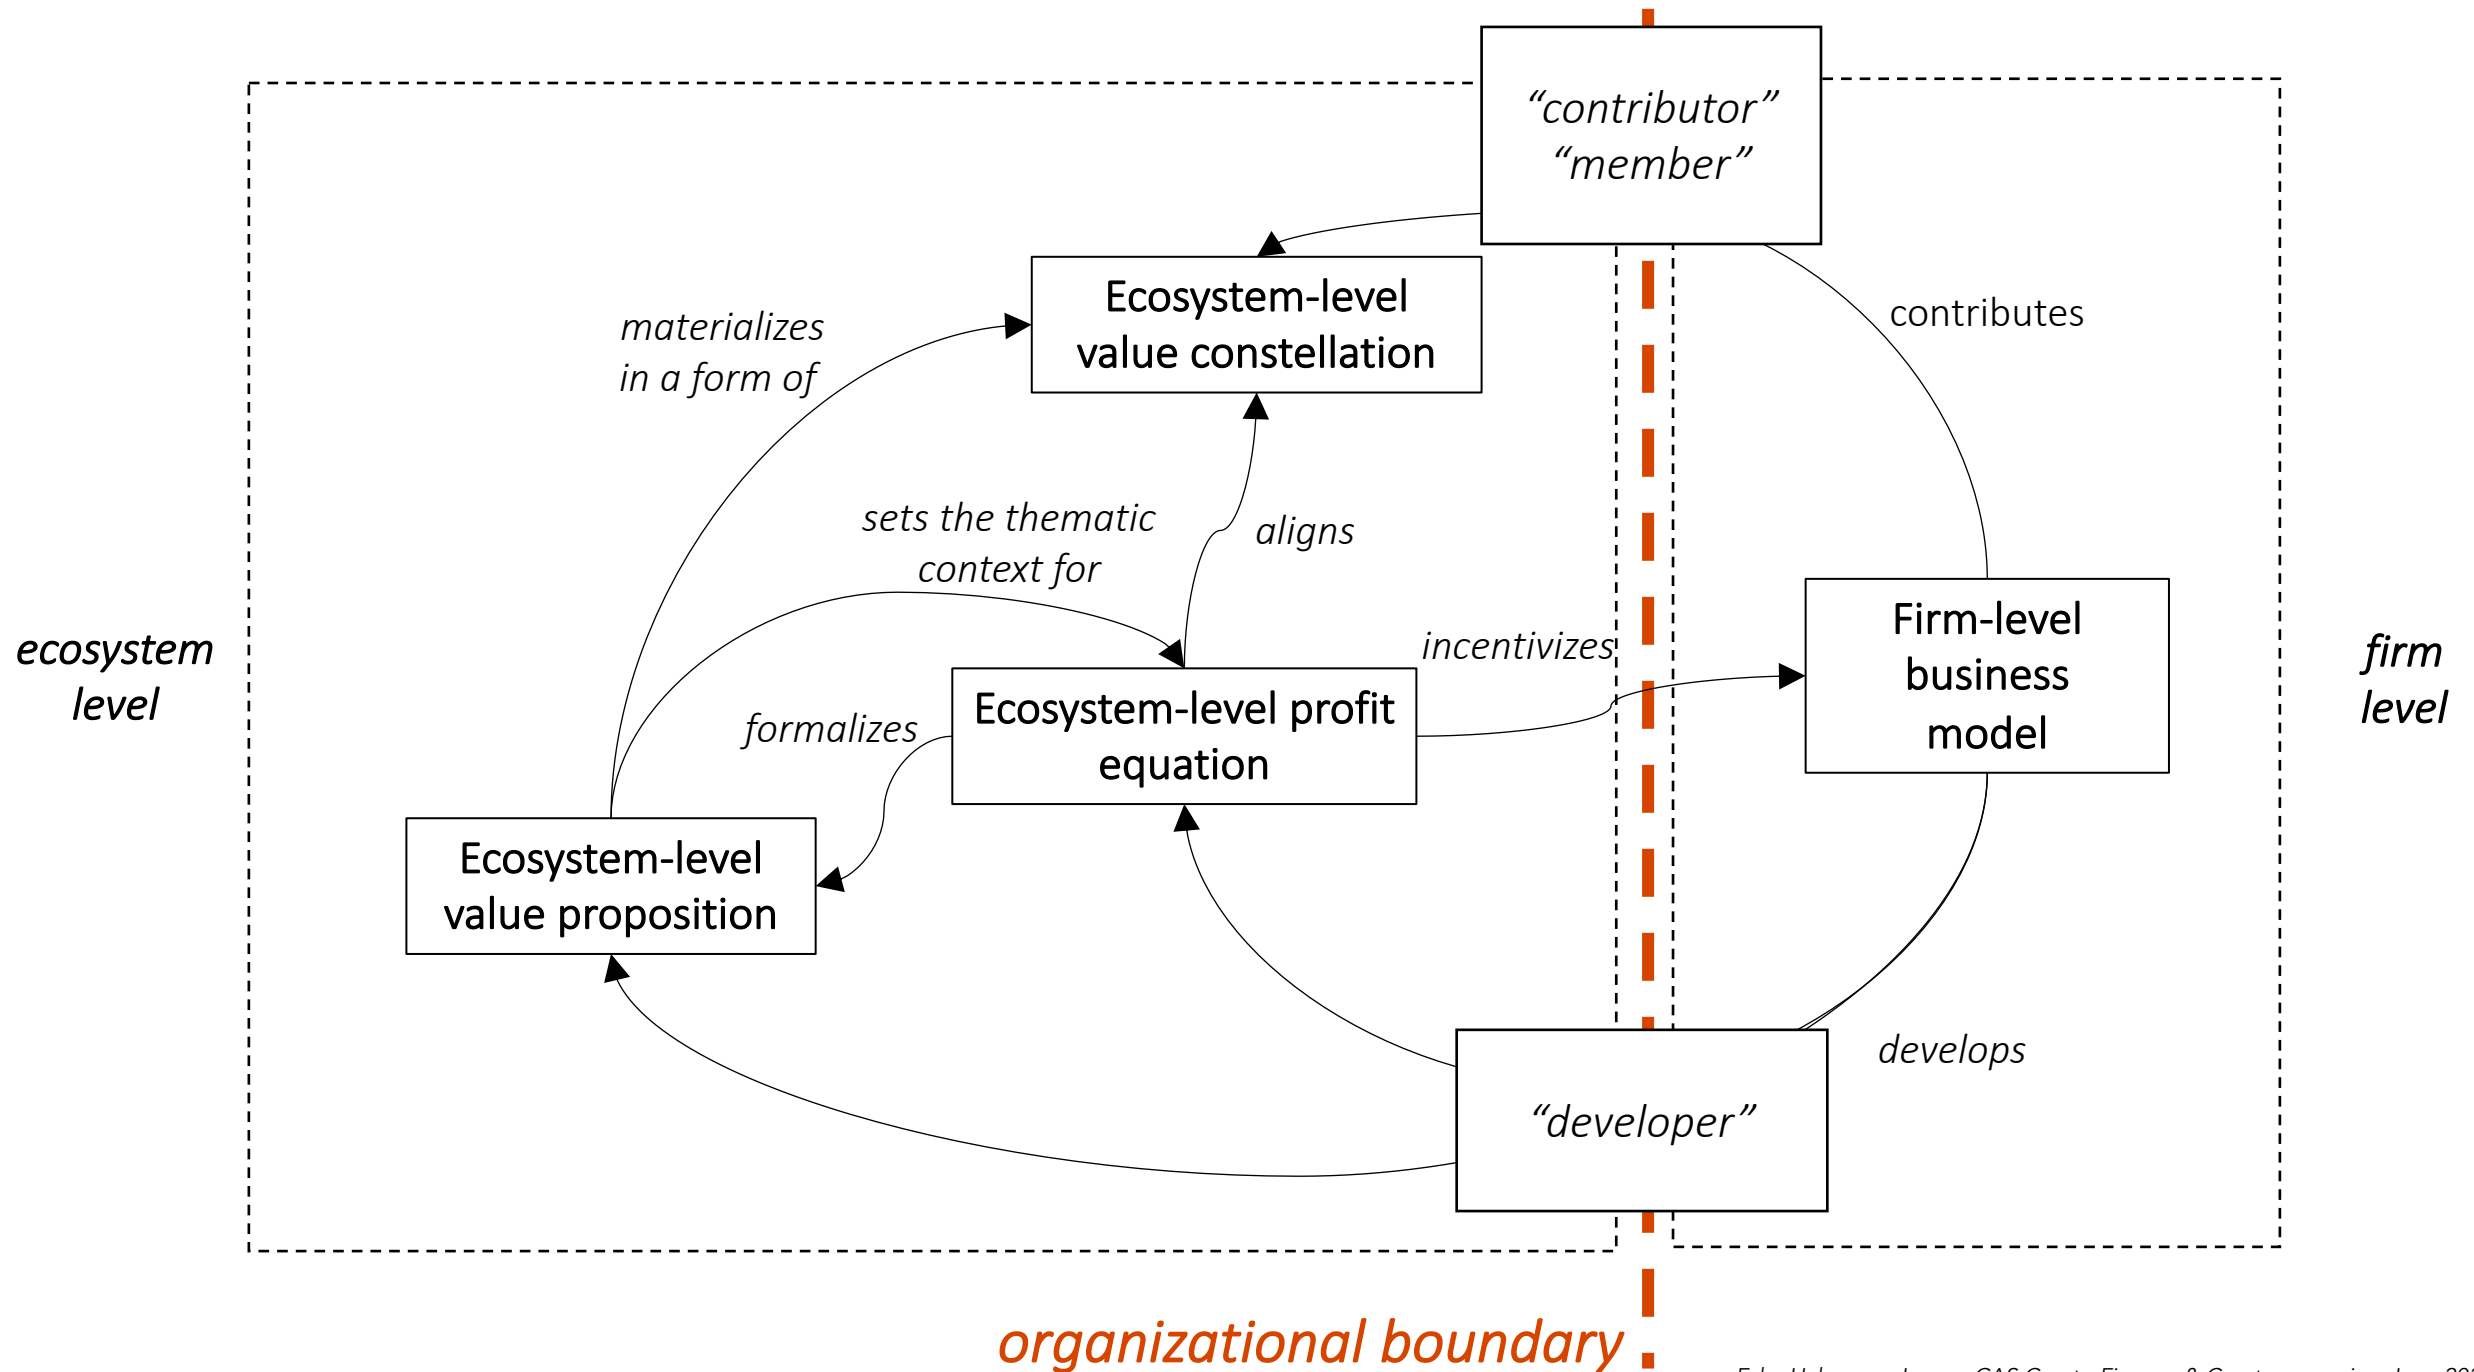 “contributor”
“member”
Ecosystem-level
value constellation
materializes
in a form of
contributes
sets the thematic
context for
aligns
ecosystem
level
incentivizes
Firm-level
business
model
firm
level
Ecosystem-level profit
equation
formalizes
Ecosystem-level
value proposition
develops
“developer”
organizational boundary